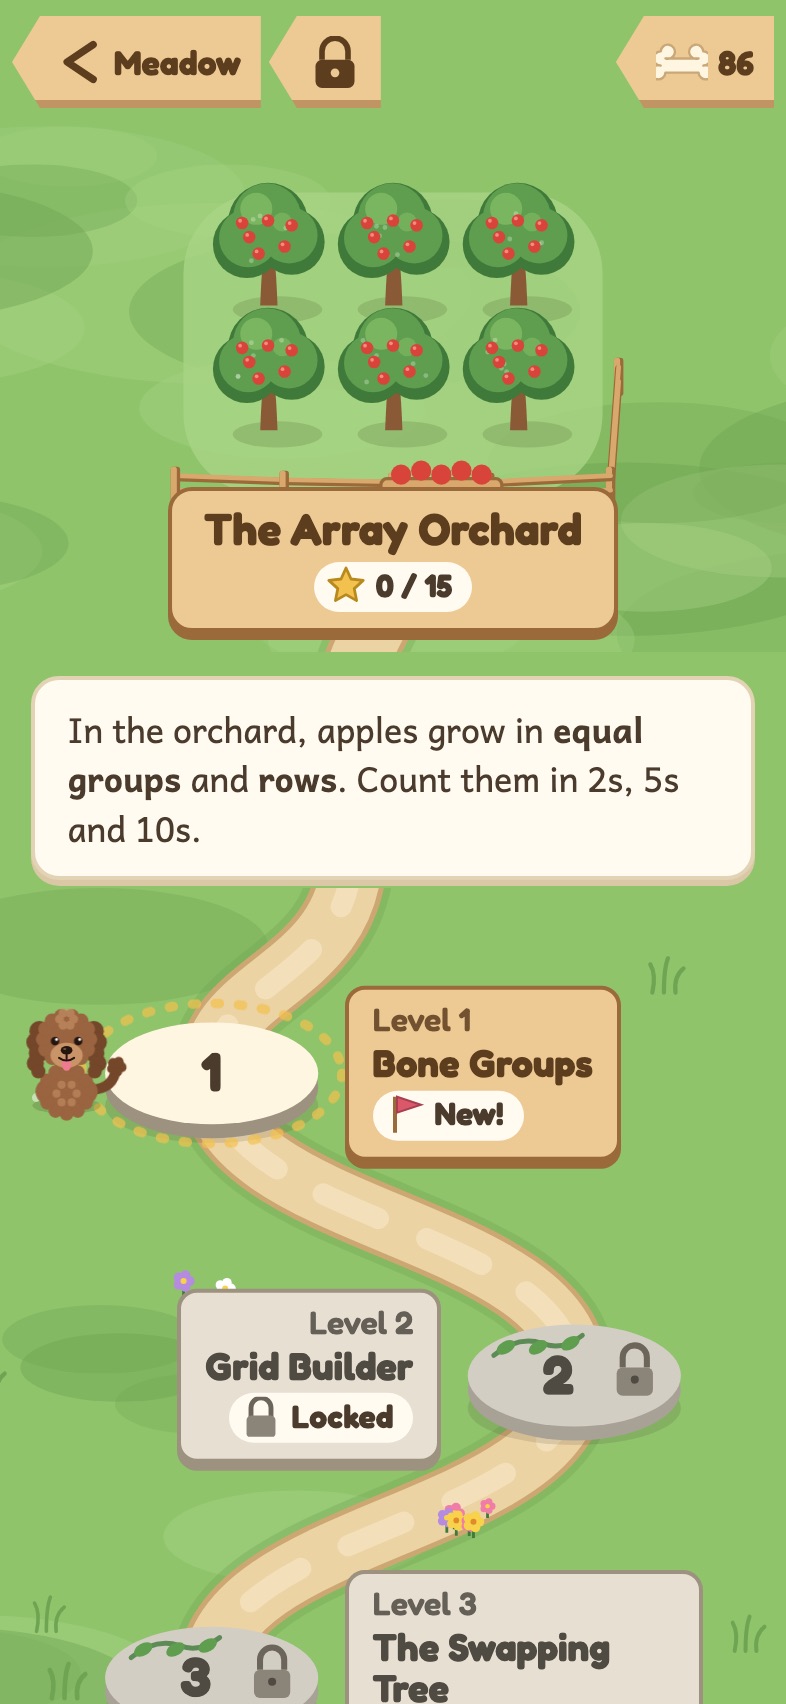 Meadow
86
The Array Orchard
0 / 15
In the orchard, apples grow in equal
groups and rows. Count them in 2s, 5s
and 10s.
1
Level 1
Bone Groups
New!
Level 2
Grid Builder
Locked
2
3
Level 3
The Swapping
Tree